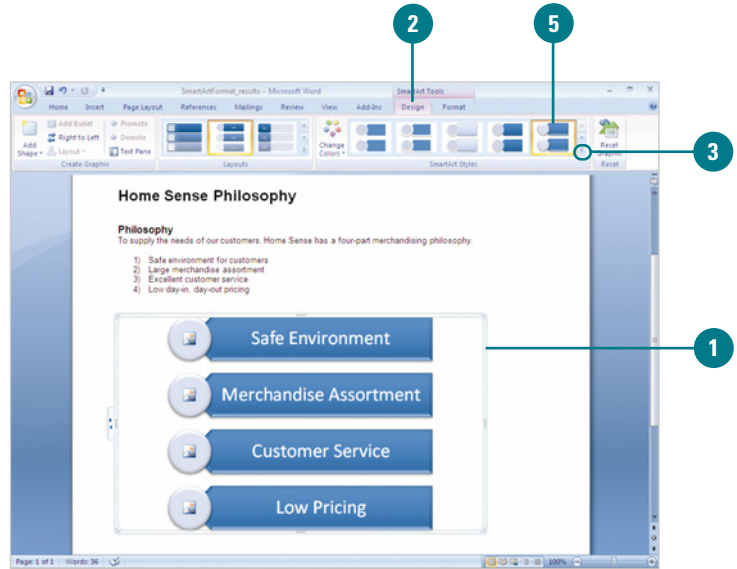 2
5
SmartArtFormat_results - Microsoft Word
SmartArt Tools
Home Insert Page Layout References Mailings Review View Add-Ins Design Format
Add Shape
Add Bullet
Right to Left
Layout
Promote
Demote
Text Pane
Change Colors
Reset Graphic
Create Graphic
Layouts
SmartArt Styles
Reset
3
Home Sense Philosophy
Philosophy
To supply the needs of our customers, Home Sense has a four-part merchandising philosophy.
1) Safe environment for customers
2) Large merchandise assortment
3) Excellent customer service
4) Low day-in, day-out pricing
Safe Environment
1
Merchandise Assortment
Customer Service
Low Pricing
Page: 1 of 1 Words: 36
100%